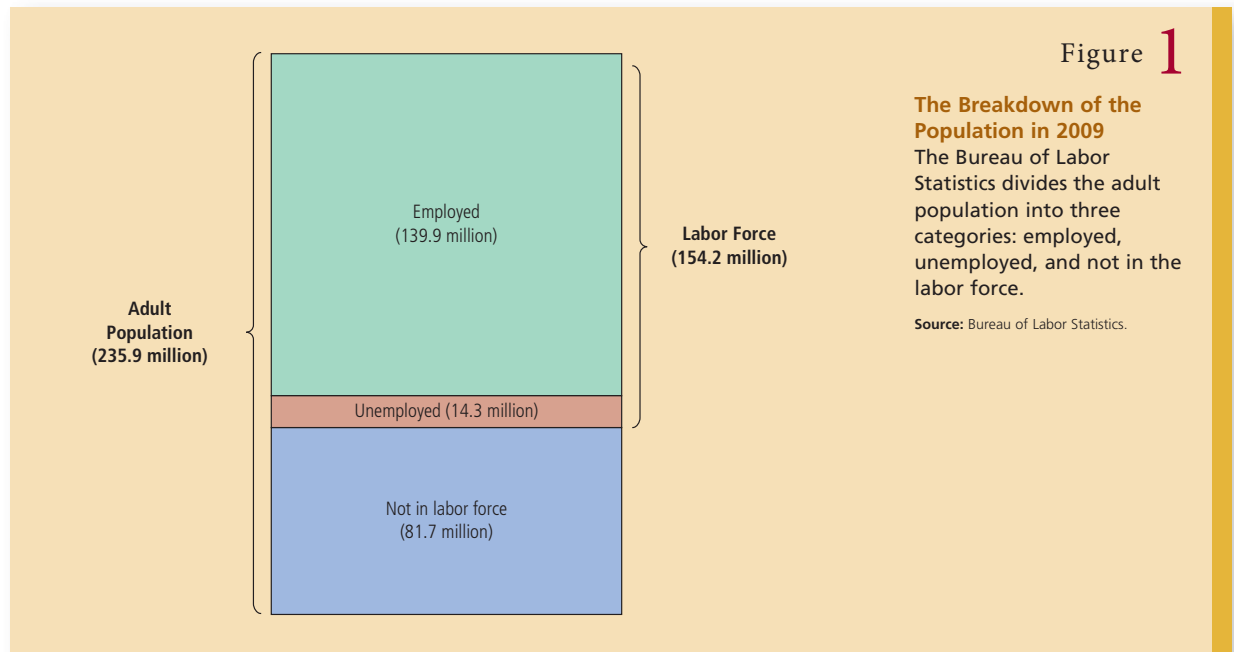 Figure 1
The Breakdown of the
Population in 2009
The Bureau of Labor
Statistics divides the adult
population into three
categories: employed,
unemployed, and not in the
labor force.
Source: Bureau of Labor Statistics.
Adult
Population
(235.9 million)
Employed
(139.9 million)
Unemployed (14.3 million)
Not in labor force
(81.7 million)
Labor Force
(154.2 million)